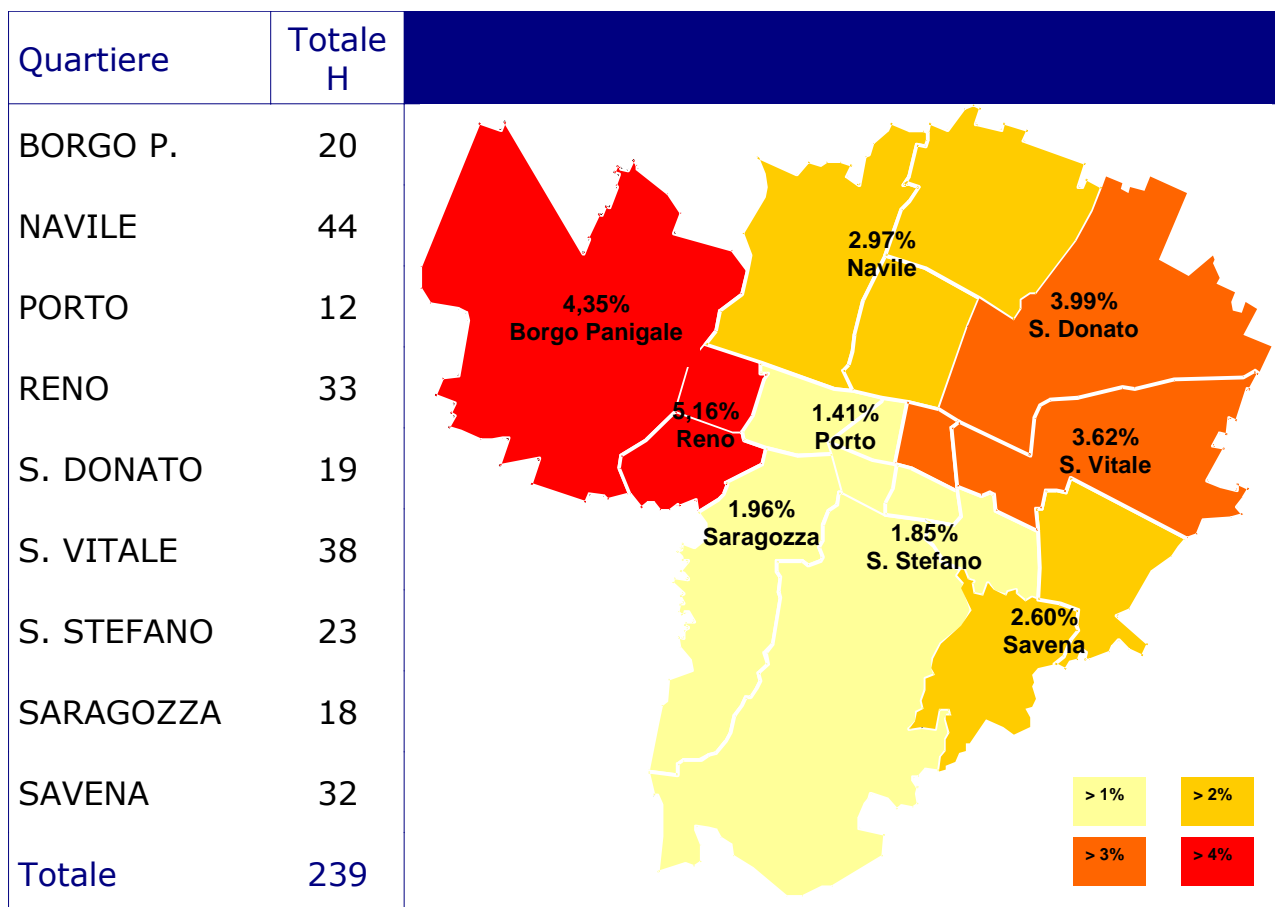 Quartiere
Totale
H
BORGO P. 20
NAVILE 44
PORTO 12
RENO 33
S. DONATO 19
S. VITALE 38
S. STEFANO 23
SARAGOZZA 18
SAVENA 32
Totale 239
2.97%
Navile
4,35%
Borgo Panigale
3.99%
S. Donato
5,16%
Reno
1.41%
Porto
3.62%
S. Vitale
1.96%
Saragozza
1.85%
S. Stefano
2.60%
Savena
> 1%
> 2%
> 3%
> 4%